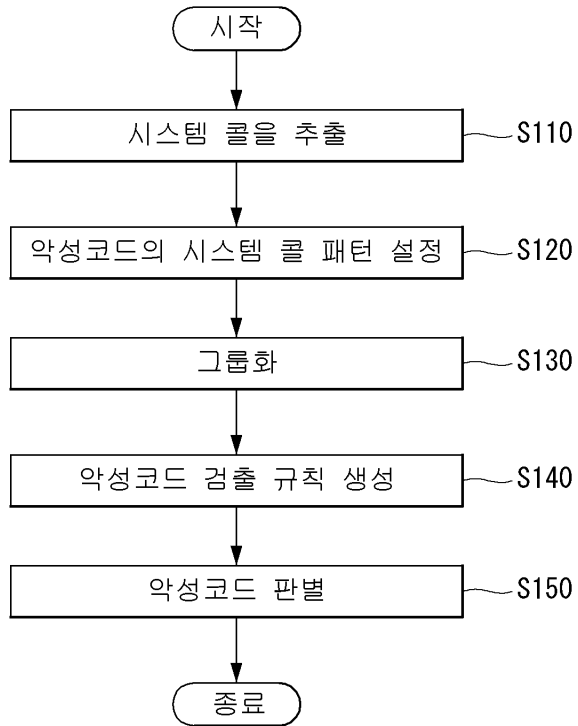 시작
시스템 콜을 추출
S110
악성코드의 시스템 콜 패턴 설정
S120
그룹화
S130
악성코드 검출 규칙 생성
S140
악성코드 판별
S150
종료